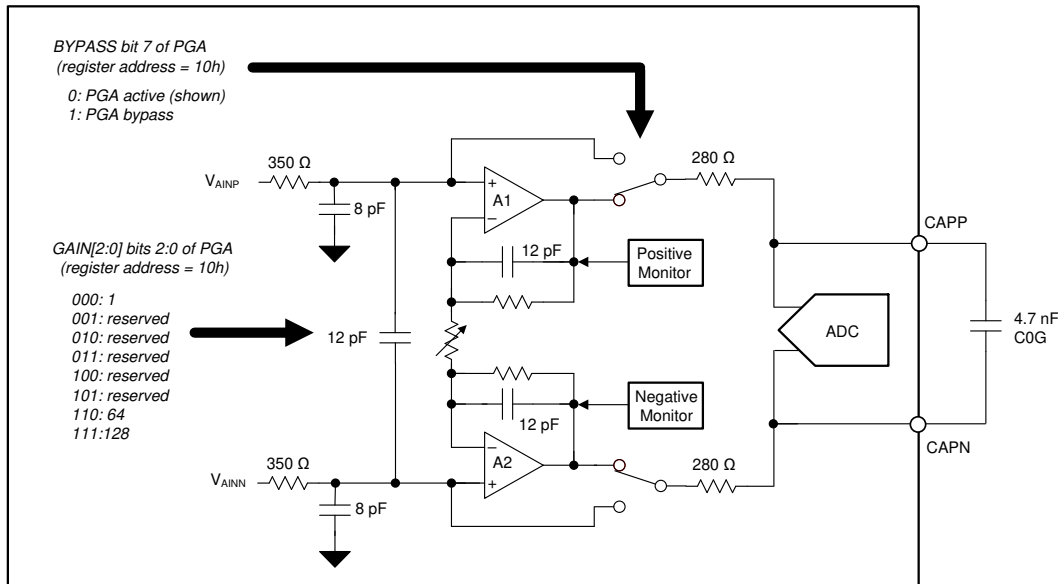 BYPASS bit 7 of PGA
(register address = 10h)
0: PGA active (shown)
1: PGA bypass
350 Ω
280 Ω
VAINP
8 pF
+
A1
−
CAPP
GAIN[2:0] bits 2:0 of PGA
(register address = 10h)
12 pF
Positive
Monitor
000: 1
001: reserved
010: reserved
011: reserved
100: reserved
101: reserved
110: 64
111:128
12 pF
ADC
4.7 nF
C0G
Negative
Monitor
12 pF
CAPN
350 Ω
−
A2
+
280 Ω
VAINN
8 pF